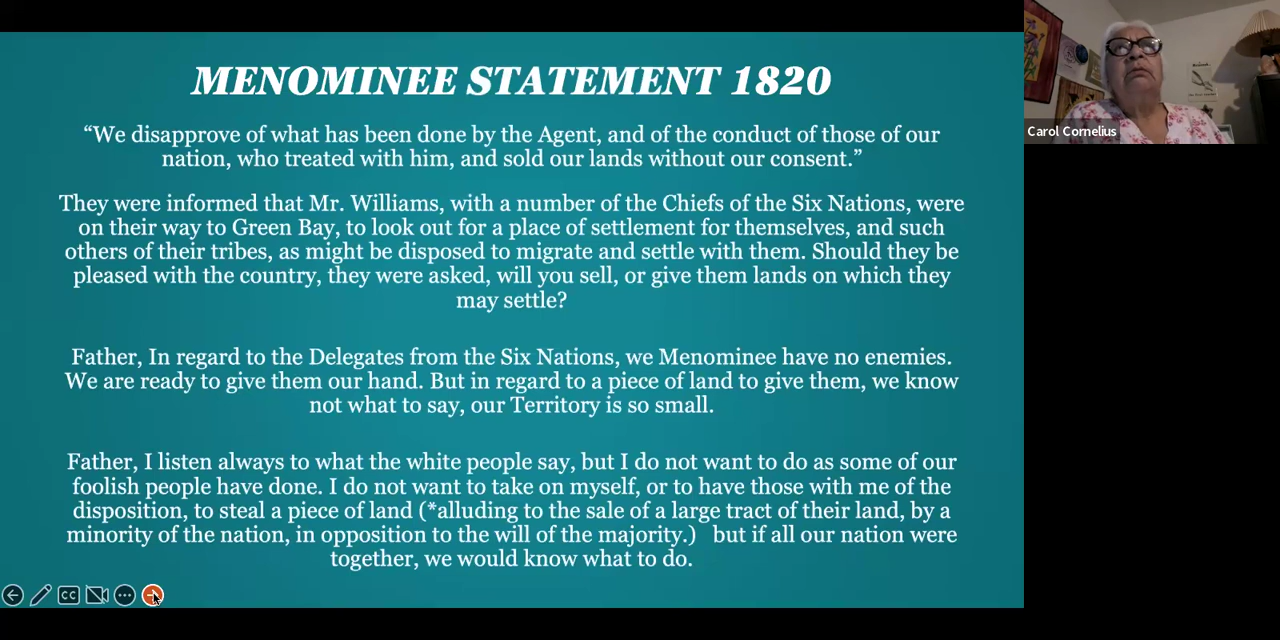 MENOMINEE STATEMENT 1820
“We disapprove of what has been done by the Agent, and of the conduct of those of our
nation, who treated with him, and sold our lands without our consent.”
They were informed that Mr. Williams, with a number of the Chiefs of the Six Nations, were
on their way to Green Bay, to look out for a place of settlement for themselves, and such
others of their tribes, as might be disposed to migrate and settle with them. Should they be
pleased with the country, they were asked, will you sell, or give them lands on which they
may settle?
Father, In regard to the Delegates from the Six Nations, we Menominee have no enemies.
We are ready to give them our hand. But in regard to a piece of land to give them, we know
not what to say, our Territory is so small.
Father, I listen always to what the white people say, but I do not want to do as some of our
foolish people have done. I do not want to take on myself, or to have those with me of the
disposition, to steal a piece of land (*alluding to the sale of a large tract of their land, by a
minority of the nation, in opposition to the will of the majority.) but if all our nation were
together, we would know what to do.
CC
Carol Cornelius